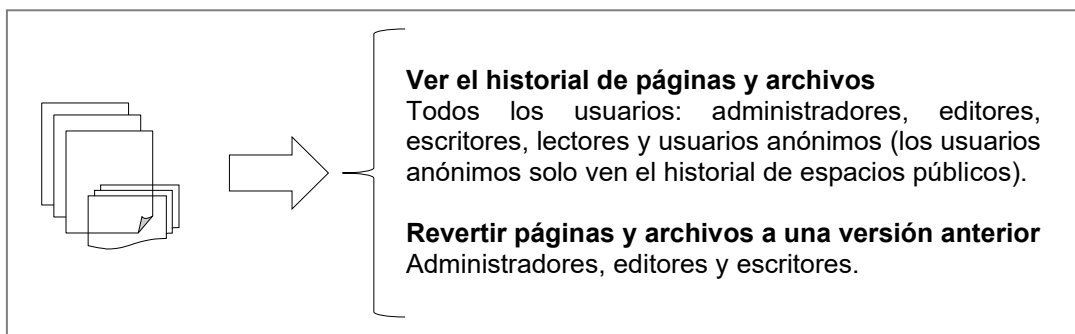 Ver el historial de páginas y archivos
Todos los usuarios: administradores, editores,
escritores, lectores y usuarios anónimos (los usuarios
anónimos solo ven el historial de espacios públicos).
Revertir páginas y archivos a una versión anterior
Administradores, editores y escritores.